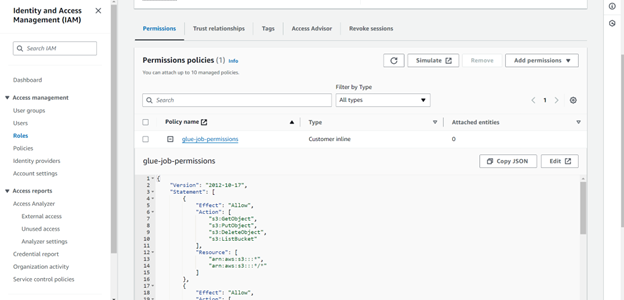 Identity and Access
Management (IAM)
Search IAM
Dashboard
Access management
User groups
Users
Roles
Policies
Identity providers
Account settings
Access reports
Access Analyzer
External access
Unused access
Analyzer settings
Credential report
Organization activity
Service control policies
Permissions Trust relationships Tags Access Advisor Revoke sessions
Permissions policies (1) Info
You can attach up to 10 managed policies.
Simulate Remove Add permissions
Filter by Type
Search All types 1
Policy name Type Attached entities
glue-job-permissions Customer inline 0
glue-job-permissions Copy JSON Edit
1 {
2 "Version": "2012-10-17",
3 "Statement": [
4 {
5 "Effect": "Allow",
6 "Action": [
7 "s3:GetObject",
8 "s3:PutObject",
9 "s3:DeleteObject",
10 "s3:ListBucket"
11 ],
12 "Resource": [
13 "arn:aws:s3:::*",
14 "arn:aws:s3:::*/*"
15 ]
16 },
17 {
18 "Effect": "Allow",
19 "Action": [